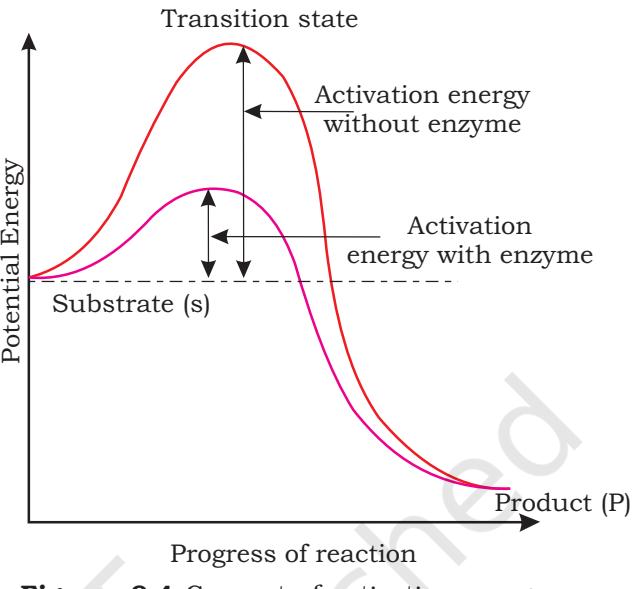 Transition state
Activation energy
without enzyme
Activation
energy with enzyme
Potential Energy
Substrate (s)
Product (P)
Progress of reaction